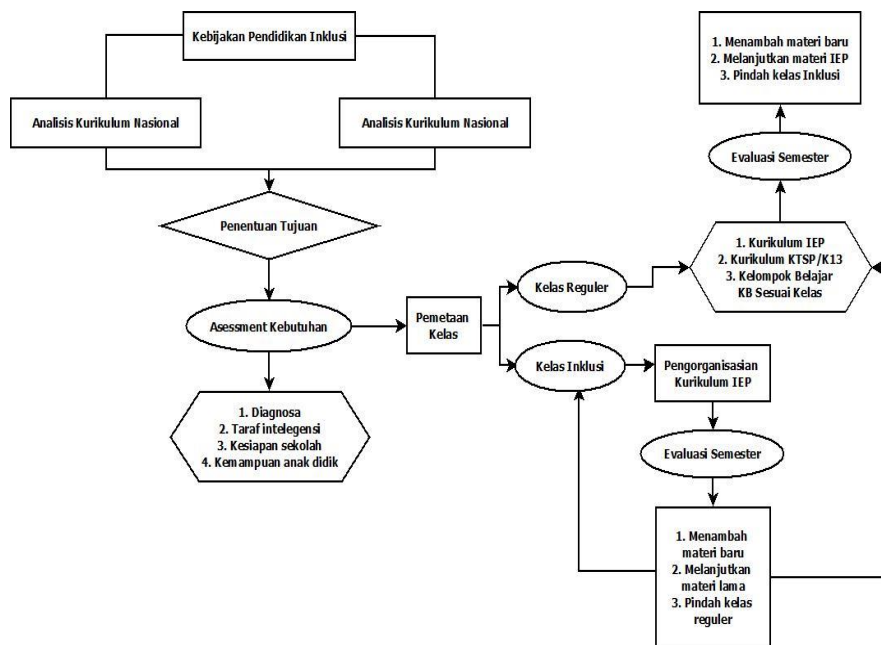 Kebijakan Pendidikan Inklusi
Analisis Kurikulum Nasional
Analisis Kurikulum Nasional
Penentuan Tujuan
Asessment Kebutuhan
1. Diagnosa
2. Taraf intelegensi
3. Kesiapan sekolah
4. Kemampuan anak didik
Pemetaan
Kelas
Kelas Reguler
Kelas Inklusi
1. Kurikulum IEP
2. Kurikulum KTSP/K13
3. Kelompok Belajar
KB Sesuai Kelas
Evaluasi Semester
1. Menambah materi baru
2. Melanjutkan materi IEP
3. Pindah kelas Inklusi
Pengorganisasian
Kurikulum IEP
Evaluasi Semester
1. Menambah
materi baru
2. Melanjutkan
materi lama
3. Pindah kelas
reguler